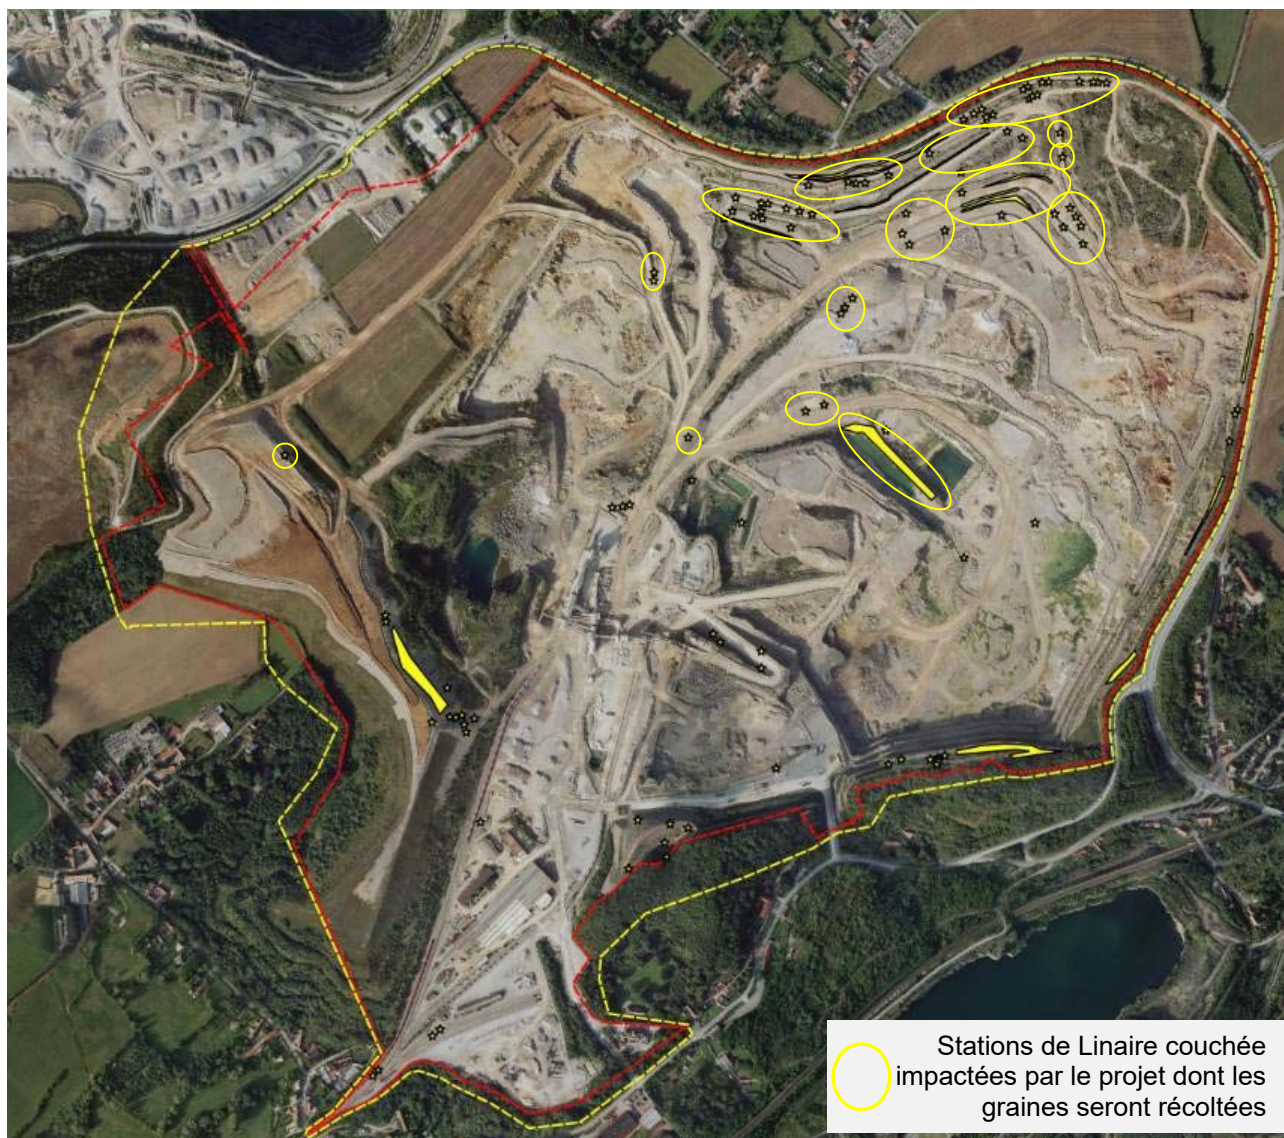 Stations de Linaire couchée
impactées par le projet dont les
graines seront récoltées